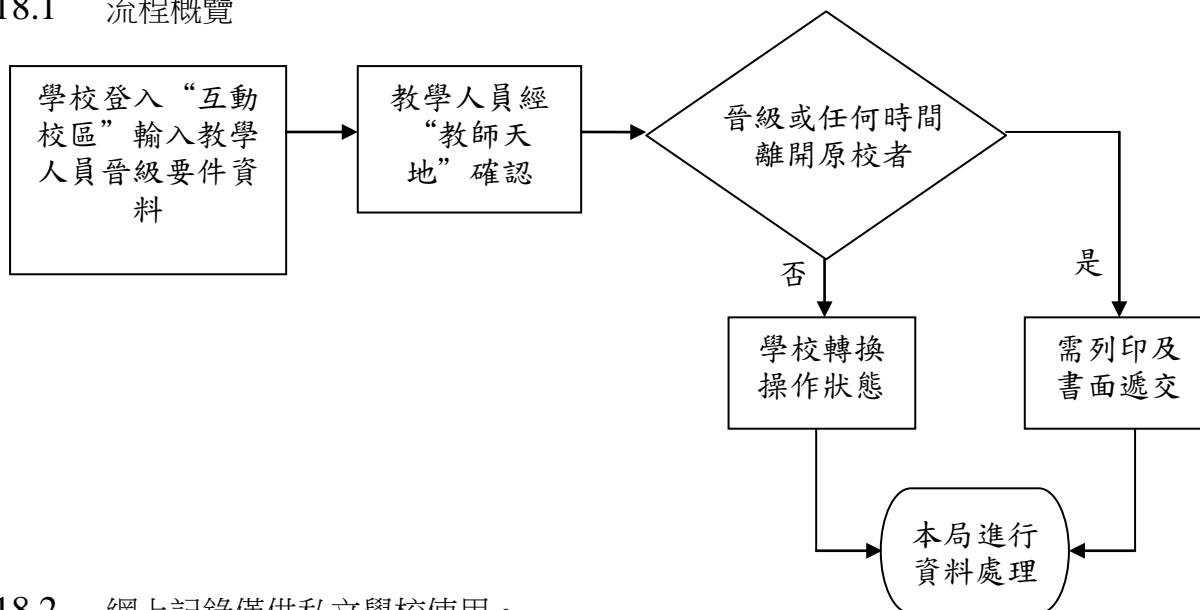 18.1 流程概覽
學校登入“互動
校區”輸入教學
人員晉級要件資
料
教學人員經
“教師天
地”確認
晉級或任何時間
離開原校者
否
是
學校轉換
操作狀態
需列印及
書面遞交
本局進行
資料處理
18.2 網上記錄僅供私立學校使用。